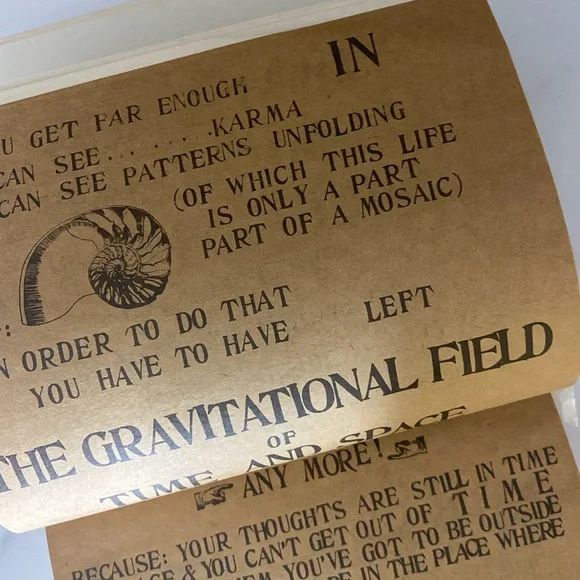 IN
U GET FAR ENOUGH
CAN SEE........KARMA
CAN SEE PATTERNS UNFOLDING
(OF WHICH THIS LIFE
IS ONLY A PART
PART OF A MOSAIC)
:
N ORDER TO DO THAT
YOU HAVE TO HAVE LEFT
THE GRAVITATIONAL FIELD
OF
TIME AND SPACE
ANY MORE!
BECAUSE: YOUR THOUGHTS ARE STILL IN TIME
& YOU CAN'T GET OUT OF TIME
YOU'VE GOT TO BE OUTSIDE
IN THE PLACE WHERE